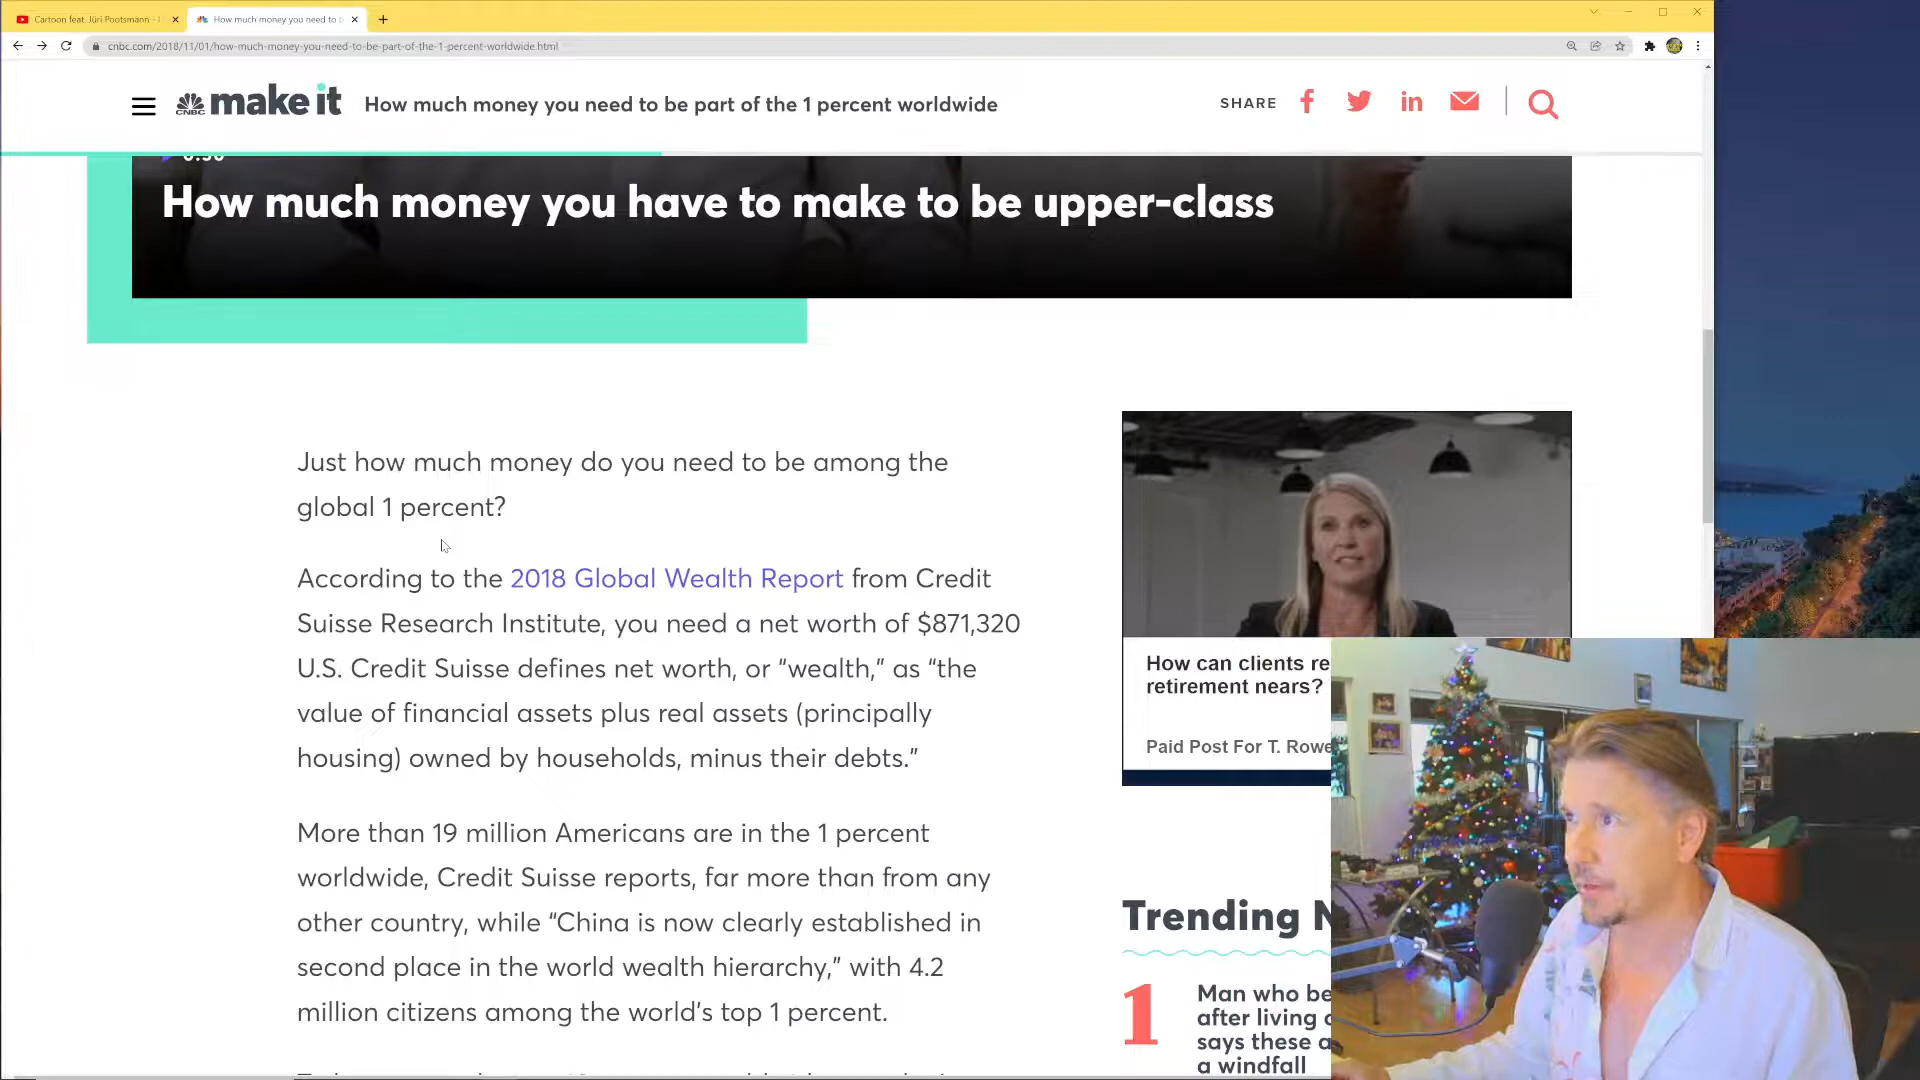 Cartoon feat. Jüri Pootsmann -
How much money you need to b
cnbc.com/2018/11/01/how-much-money-you-need-to-be-part-of-the-1-percent-worldwide.html
CNBC make it
How much money you need to be part of the 1 percent worldwide
SHARE
How much money you have to make to be upper-class
Just how much money do you need to be among the
global 1 percent?
According to the 2018 Global Wealth Report from Credit
Suisse Research Institute, you need a net worth of $871,320
U.S. Credit Suisse defines net worth, or “wealth,” as “the
value of financial assets plus real assets (principally
housing) owned by households, minus their debts.”
More than 19 million Americans are in the 1 percent
worldwide, Credit Suisse reports, far more than from any
other country, while “China is now clearly established in
second place in the world wealth hierarchy,” with 4.2
million citizens among the world’s top 1 percent.
How can clients re
retirement nears?
Paid Post For T. Rowe
Trending N
1
Man who be
after living
says these a
a windfall